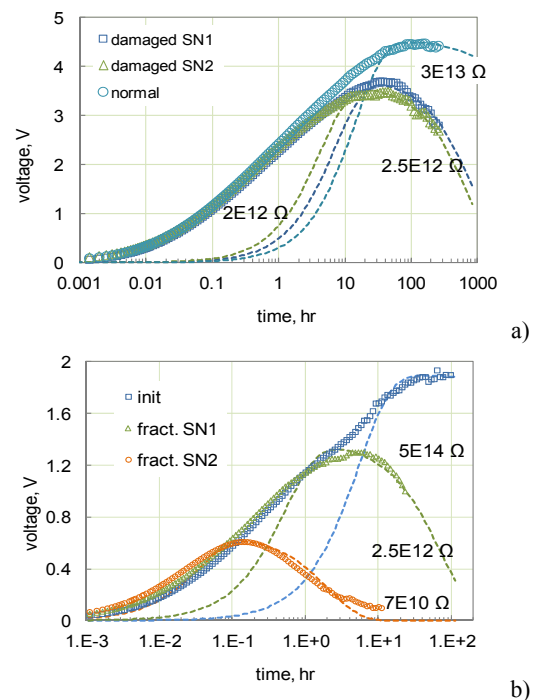 5
damaged SN1
damaged SN2
4
normal
3E13 Ω
3
voltage, V
2
2.5E12 Ω
2E12 Ω
1
0
0.001 0.01 0.1 1 10 100 1000
time, hr
a)
2
init
1.6
fract. SN1
fract. SN2
1.2
5E14 Ω
voltage, V
0.8
2.5E12 Ω
0.4
7E10 Ω
0
1.E-3 1.E-2 1.E-1 1.E+0 1.E+1 1.E+2
time, hr
b)